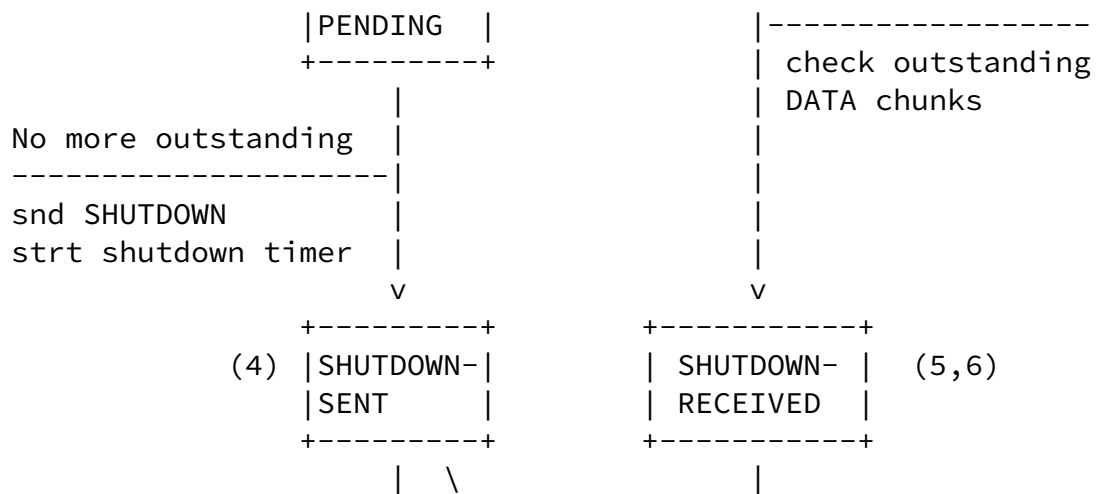 |PENDING  |              |------------------
                +---------+              | check outstanding
                     |                   | DATA chunks
No more outstanding  |                   |
---------------------|                   |
snd SHUTDOWN         |                   |
strt shutdown timer  |                   |
                     v                   v
                +---------+        +-----------+
            (4) |SHUTDOWN-|        | SHUTDOWN- |  (5,6)
                |SENT     |        | RECEIVED  |
                +---------+        +-----------+
                     |  \                |